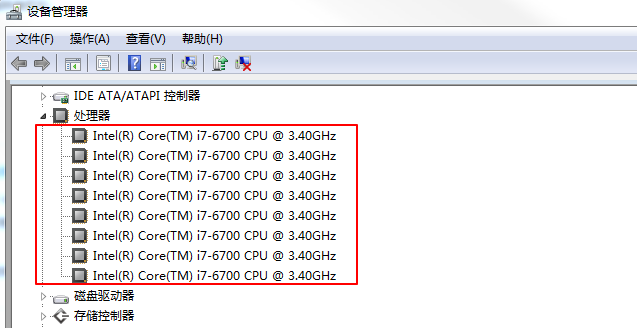 设备管理器
文件(F) 操作(A) 查看(V) 帮助(H)
IDE ATA/ATAPI 控制器
处理器
Intel(R) Core(TM) i7-6700 CPU @ 3.40GHz
Intel(R) Core(TM) i7-6700 CPU @ 3.40GHz
Intel(R) Core(TM) i7-6700 CPU @ 3.40GHz
Intel(R) Core(TM) i7-6700 CPU @ 3.40GHz
Intel(R) Core(TM) i7-6700 CPU @ 3.40GHz
Intel(R) Core(TM) i7-6700 CPU @ 3.40GHz
Intel(R) Core(TM) i7-6700 CPU @ 3.40GHz
Intel(R) Core(TM) i7-6700 CPU @ 3.40GHz
磁盘驱动器
存储控制器